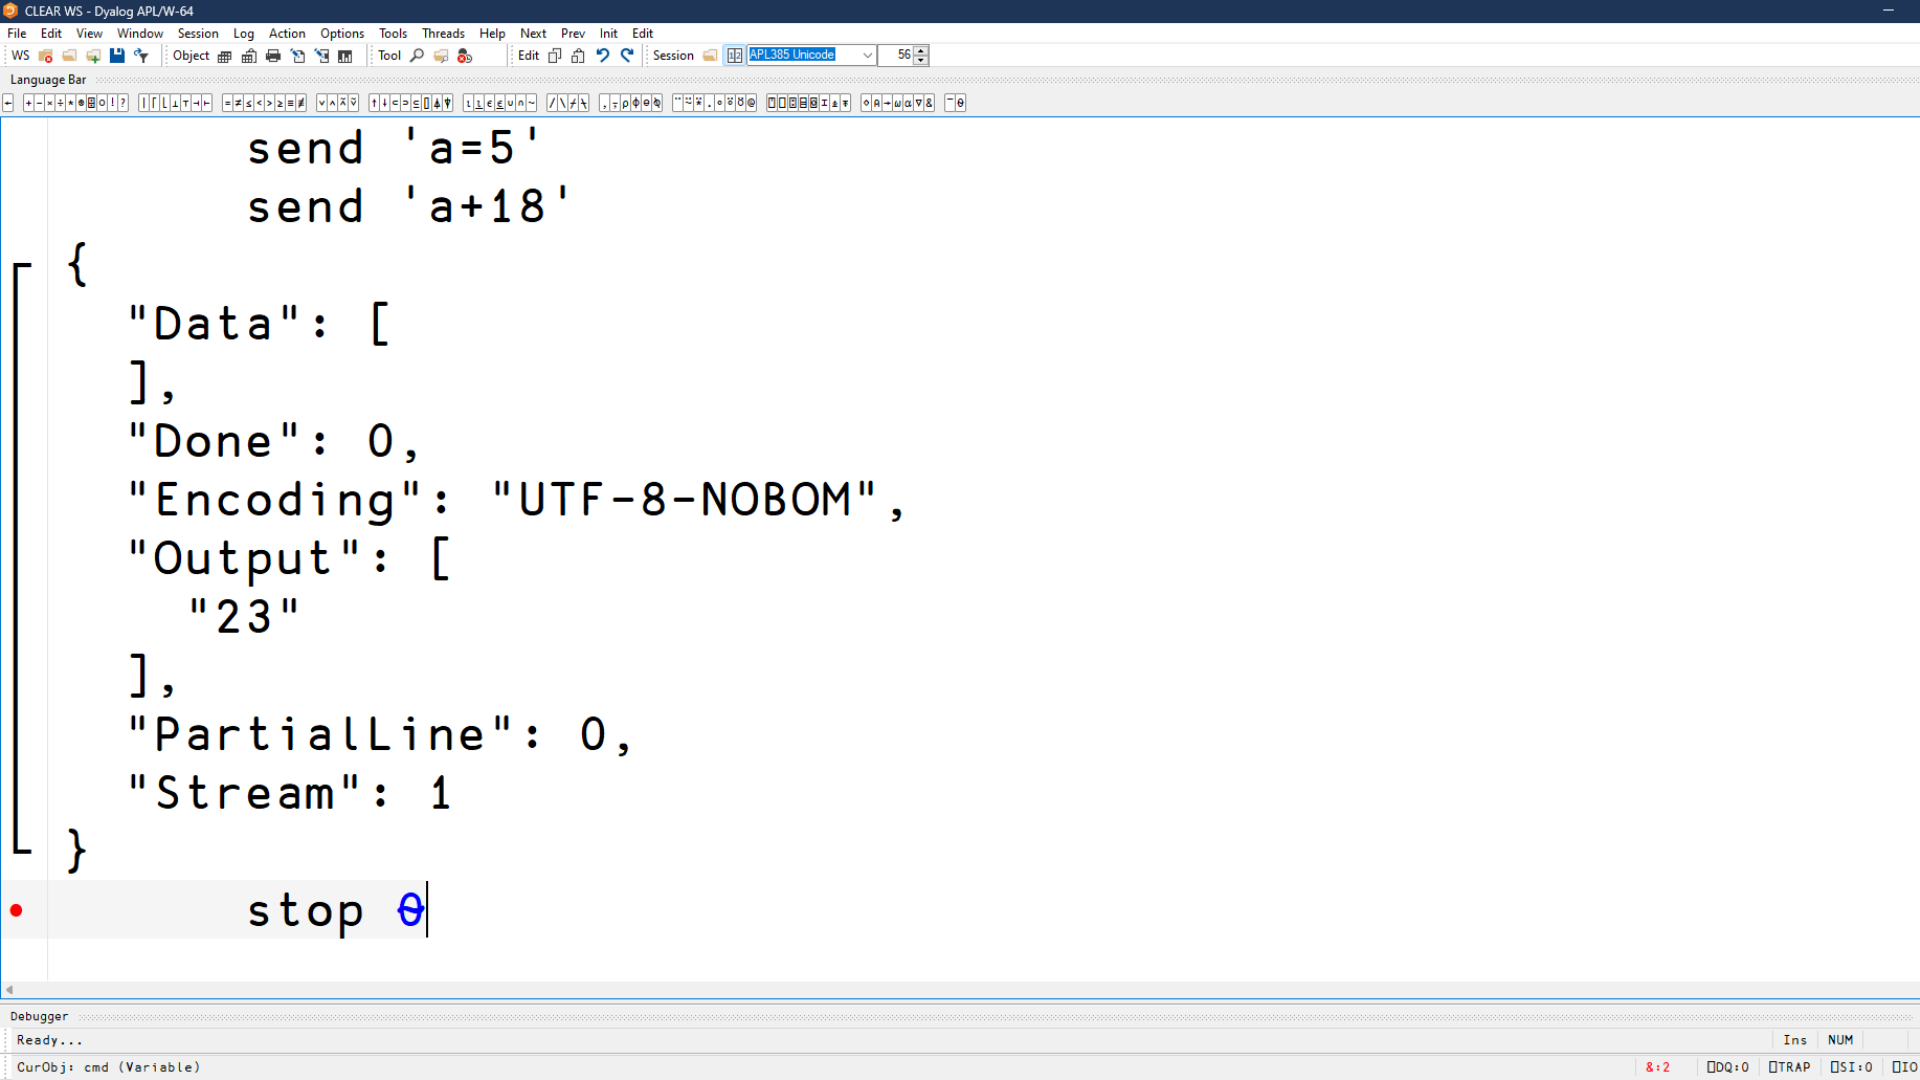 CLEAR WS - Dyalog APL/W-64
File Edit View Window Session Log Action Options Tools Threads Help Next Prev Init Edit
WS Object Tool Edit Session APL385 Unicode 56
Language Bar
send 'a=5'
send 'a+18'
{
"Data": [
],
"Done": 0,
"Encoding": "UTF-8-NOBOM",
"Output": [
"23"
],
"PartialLine": 0,
"Stream": 1
}
stop ⍬
Debugger
Ready...
Ins NUM
CurObj: cmd (Variable)
&:2 ⎕DQ:0 ⎕TRAP ⎕SI:0 ⎕IO